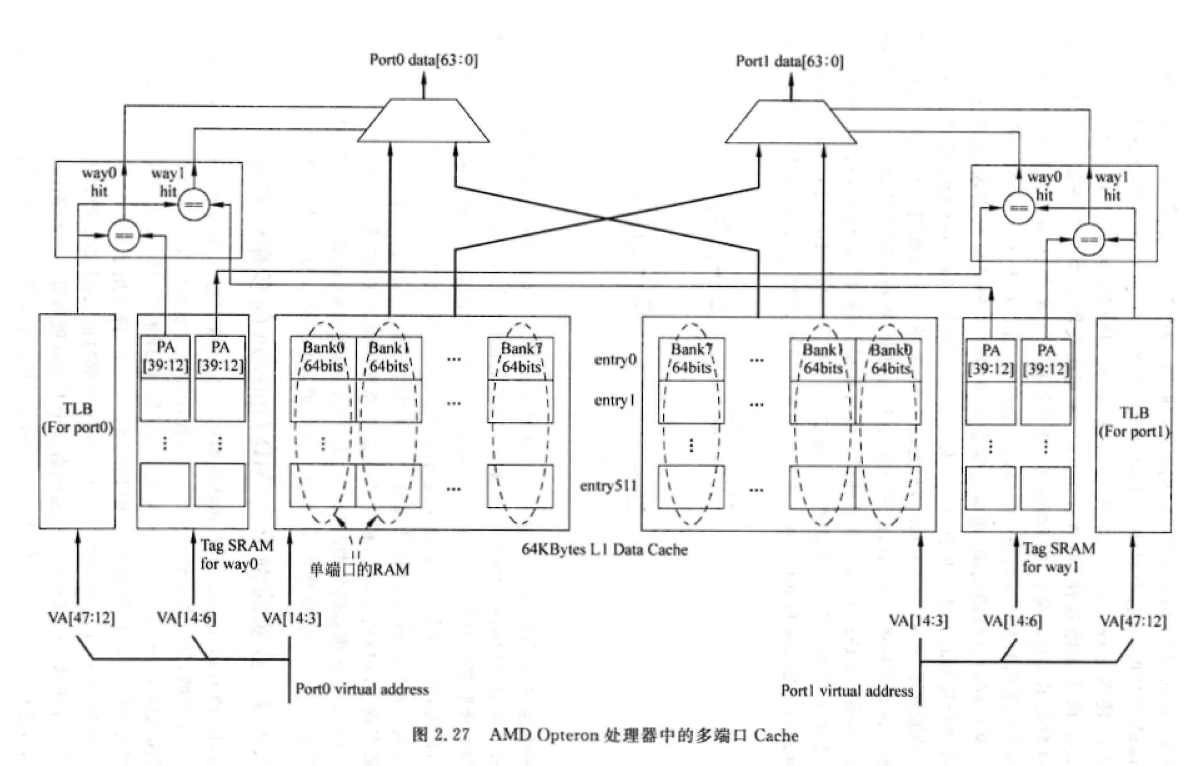 Port0 data[63:0]
Port1 data[63:0]
way0 hit
way1 hit
way0 hit
way1 hit
TLB
(For port0)
PA
[39:12]
PA
[39:12]
Bank0
64bits
Bank1
64bits
...
Bank7
64bits
...
⋮
⋮
⋮
...
entry0
entry1
entry511
Bank7
64bits
...
Bank1
64bits
Bank0
64bits
...
⋮
⋮
...
PA
[39:12]
PA
[39:12]
⋮
⋮
TLB
(For port1)
Tag SRAM
for way0
单端口的RAM
64KBytes L1 Data Cache
Tag SRAM
for way1
VA[47:12]
VA[14:6]
VA[14:3]
VA[14:3]
VA[14:6]
VA[47:12]
Port0 virtual address
Port1 virtual address
图 2.27 AMD Opteron 处理器中的多端口 Cache